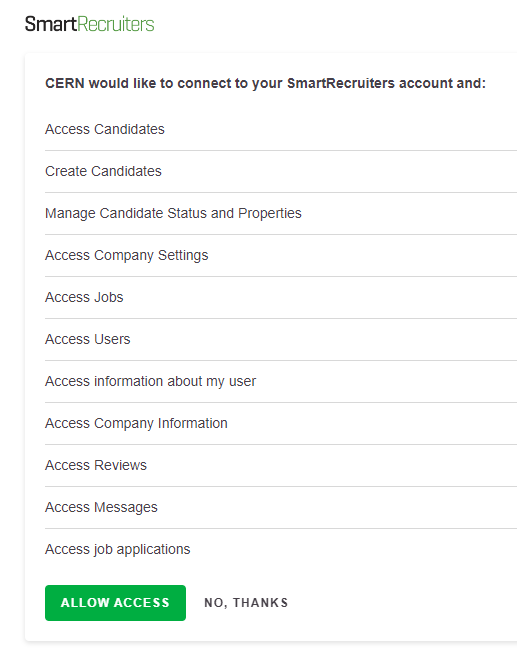 SmartRecruiters
CERN would like to connect to your SmartRecruiters account and:
Access Candidates
Create Candidates
Manage Candidate Status and Properties
Access Company Settings
Access Jobs
Access Users
Access information about my user
Access Company Information
Access Reviews
Access Messages
Access job applications
ALLOW ACCESS NO, THANKS